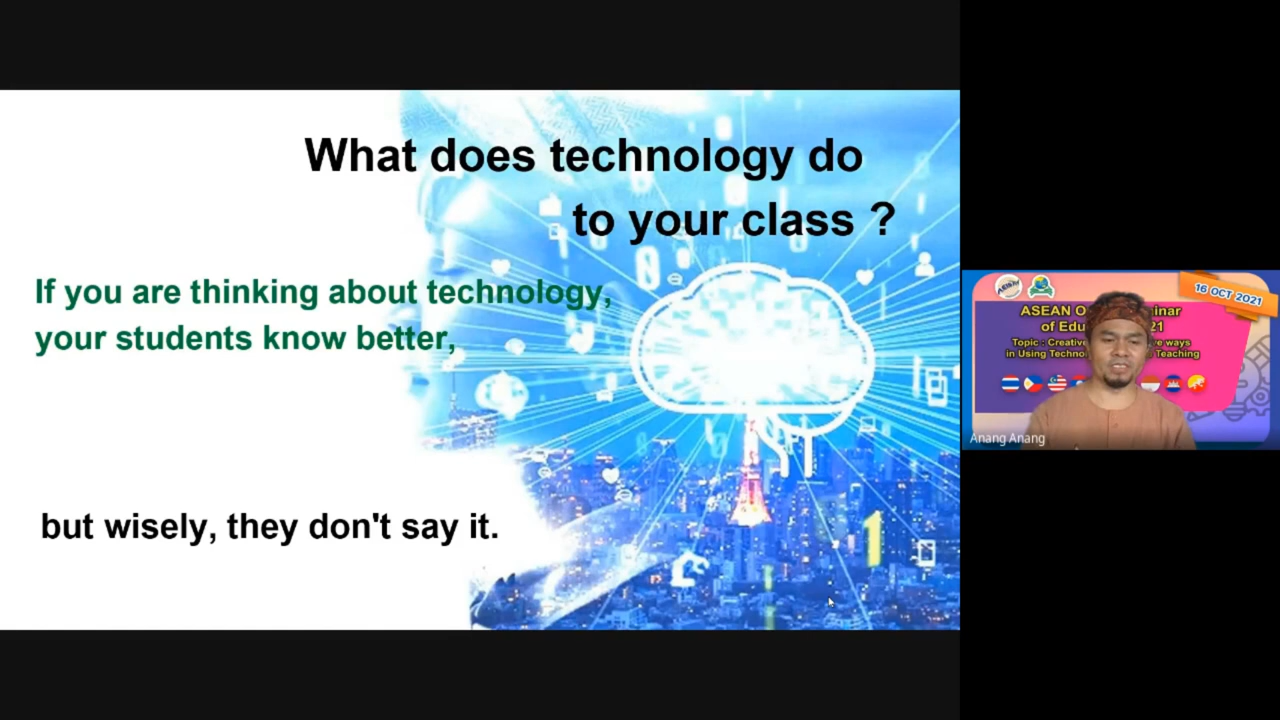 What does technology do
to your class ?
If you are thinking about technology,
your students know better,
but wisely, they don't say it.
16 OCT 2021
ASEAN O inar
of Edu 21
Topic : Creative ve ways
in Using Techno Teaching
Anang Anang